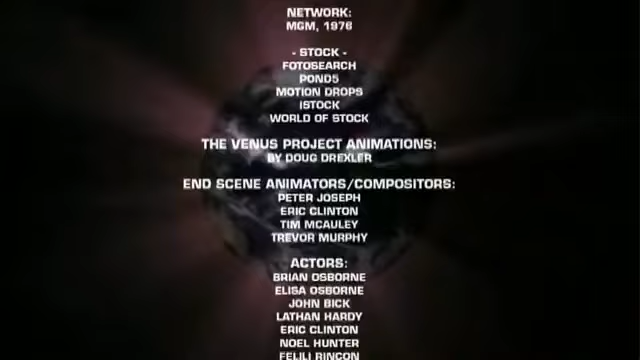 NETWORK:
MGM, 1976
- STOCK -
FOTOSEARCH
POND5
MOTION DROPS
ISTOCK
WORLD OF STOCK
THE VENUS PROJECT ANIMATIONS:
BY DOUG DREXLER
END SCENE ANIMATORS/COMPOSITORS:
PETER JOSEPH
ERIC CLINTON
TIM MCAULEY
TREVOR MURPHY
ACTORS:
BRIAN OSBORNE
ELISA OSBORNE
JOHN BICK
LATHAN HARDY
ERIC CLINTON
NOEL HUNTER
FELILI RINCON